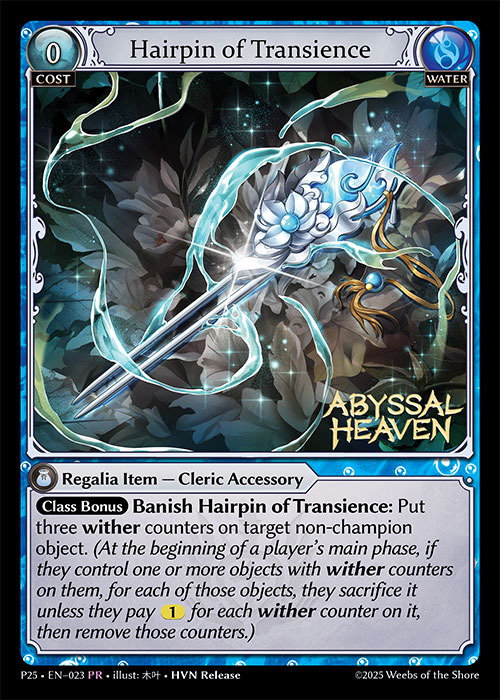 0
COST
Hairpin of Transience
WATER
ABYSSAL
HEAVEN
Regalia Item — Cleric Accessory
Class Bonus Banish Hairpin of Transience: Put
three wither counters on target non-champion
object. (At the beginning of a player's main phase, if
they control one or more objects with wither counters
on them, for each of those objects, they sacrifice it
unless they pay 1 for each wither counter on it,
then remove those counters.)
P25 • EN–023 PR • illust: 木叶 • HVN Release
©2025 Weebs of the Shore